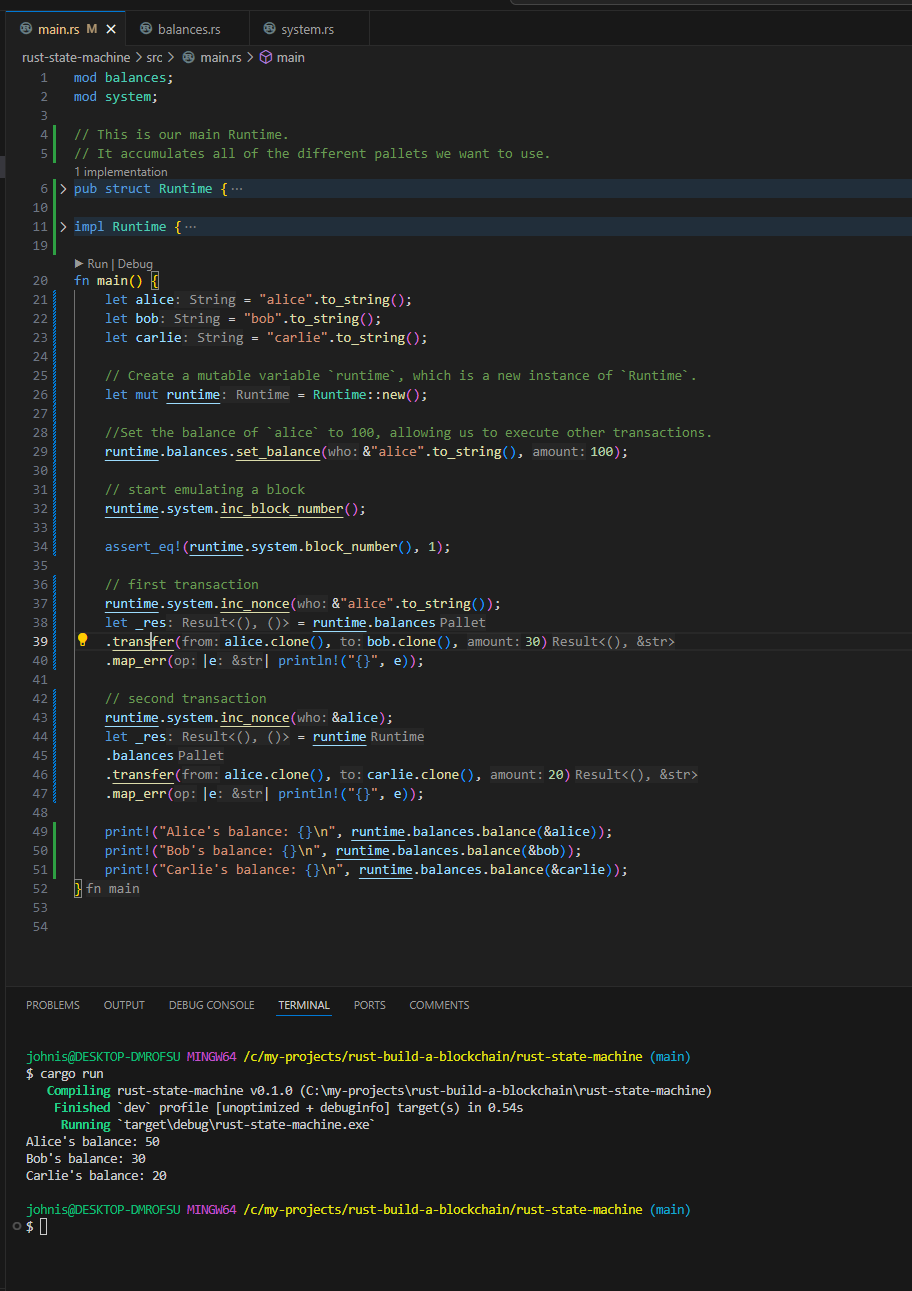 main.rs M × balances.rs system.rs
rust-state-machine > src > main.rs > main
1 mod balances;
2 mod system;
3
4 // This is our main Runtime.
5 // It accumulates all of the different pallets we want to use.
1 implementation
6 > pub struct Runtime { ···
10
11 > impl Runtime { ···
19
▶ Run | Debug
20 fn main() {
21 let alice: String = "alice".to_string();
22 let bob: String = "bob".to_string();
23 let carlie: String = "carlie".to_string();
24
25 // Create a mutable variable `runtime`, which is a new instance of `Runtime`.
26 let mut runtime: Runtime = Runtime::new();
27
28 //Set the balance of `alice` to 100, allowing us to execute other transactions.
29 runtime.balances.set_balance(who: &"alice".to_string(), amount: 100);
30
31 // start emulating a block
32 runtime.system.inc_block_number();
33
34 assert_eq!(runtime.system.block_number(), 1);
35
36 // first transaction
37 runtime.system.inc_nonce(who: &"alice".to_string());
38 let _res: Result<(), ()> = runtime.balances Pallet
39 .transfer(from: alice.clone(), to: bob.clone(), amount: 30) Result<(), &str>
40 .map_err(op: |e: &str| println!("{}", e));
41
42 // second transaction
43 runtime.system.inc_nonce(who: &alice);
44 let _res: Result<(), ()> = runtime Runtime
45 .balances Pallet
46 .transfer(from: alice.clone(), to: carlie.clone(), amount: 20) Result<(), &str>
47 .map_err(op: |e: &str| println!("{}", e));
48
49 print!("Alice's balance: {}\n", runtime.balances.balance(&alice));
50 print!("Bob's balance: {}\n", runtime.balances.balance(&bob));
51 print!("Carlie's balance: {}\n", runtime.balances.balance(&carlie));
52 } fn main
53
54
PROBLEMS OUTPUT DEBUG CONSOLE TERMINAL PORTS COMMENTS
johnis@DESKTOP-DMROFSU MINGW64 /c/my-projects/rust-build-a-blockchain/rust-state-machine (main)
$ cargo run
Compiling rust-state-machine v0.1.0 (C:\my-projects\rust-build-a-blockchain\rust-state-machine)
Finished `dev` profile [unoptimized + debuginfo] target(s) in 0.54s
Running `target\debug\rust-state-machine.exe`
Alice's balance: 50
Bob's balance: 30
Carlie's balance: 20
johnis@DESKTOP-DMROFSU MINGW64 /c/my-projects/rust-build-a-blockchain/rust-state-machine (main)
$